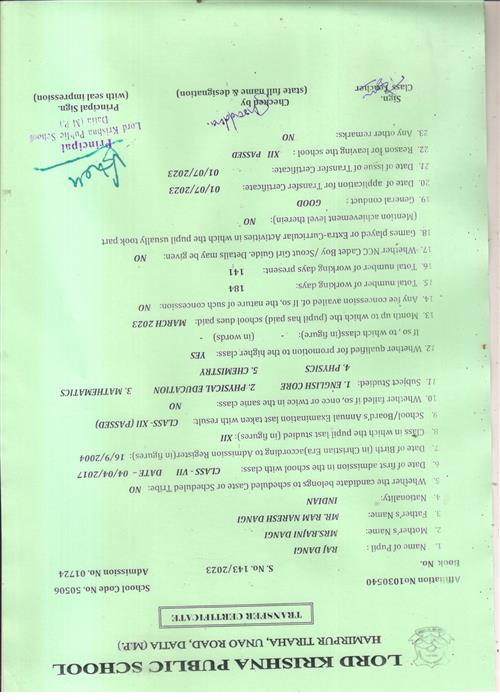 LORD KRISHNA PUBLIC SCHOOL
HAMIRPUR TIRAHA, UNAO ROAD, DATIA (M.P.)
TRANSFER CERTIFICATE
Affiliation No1030540 School Code No. 50506
Book No. S. No. 143/2023 Admission No. 01724
1. Name of Pupil : RAJ DANGI
2. Mother's Name: MRS.RAJNI DANGI
3. Father's Name: MR. RAM NARESH DANGI
4. Nationality: INDIAN
5. Whether the candidate belongs to scheduled Caste or Scheduled Tribe: NO
6. Date of first admission in the school with class: CLASS - VII DATE - 04/04/2017
7. Date of Birth (in Christian Era)according to Admission Register(in figures): 16/9/2004
8. Class in which the pupil last studied (in figures): XII
9. School/Board's Annual Examination last taken with result: CLASS- XII (PASSED)
10. Whether failed if so, once or twice in the same class: NO
11. Subject Studied: 1. ENGLISH CORE 2. PHYSICAL EDUCATION 3. MATHEMATICS
4. PHYSICS 5. CHEMISTRY
12. Whether qualified for promotion to the higher class: YES
If so , to which class(in figure): - (in words) -
13. Month up to which the (pupil has paid) school dues paid: MARCH 2023
14. Any fee concession availed of. If so, the nature of such concession: NO
15. Total number of working days: 184
16. Total number of working days present: 141
17. Whether NCC Cadet Boy /Scout Girl Guide. Details may be given: NO
18. Games played or Extra-Curricular Activities in which the pupil usually took part
(Mention achievement level therein): NO
19. General conduct : GOOD
20. Date of application for Transfer Certificate: 01/07/2023
21. Date of issue of Transfer Certificate: 01/07/2023
22. Reason for leaving the school : XII PASSED
23. Any other remarks: NO
Principal
Lord Krishna Public School
Datia (M.P.)
Sign. Checked by Principal Sign.
Class Teacher (state full name & designation) (with seal impression)